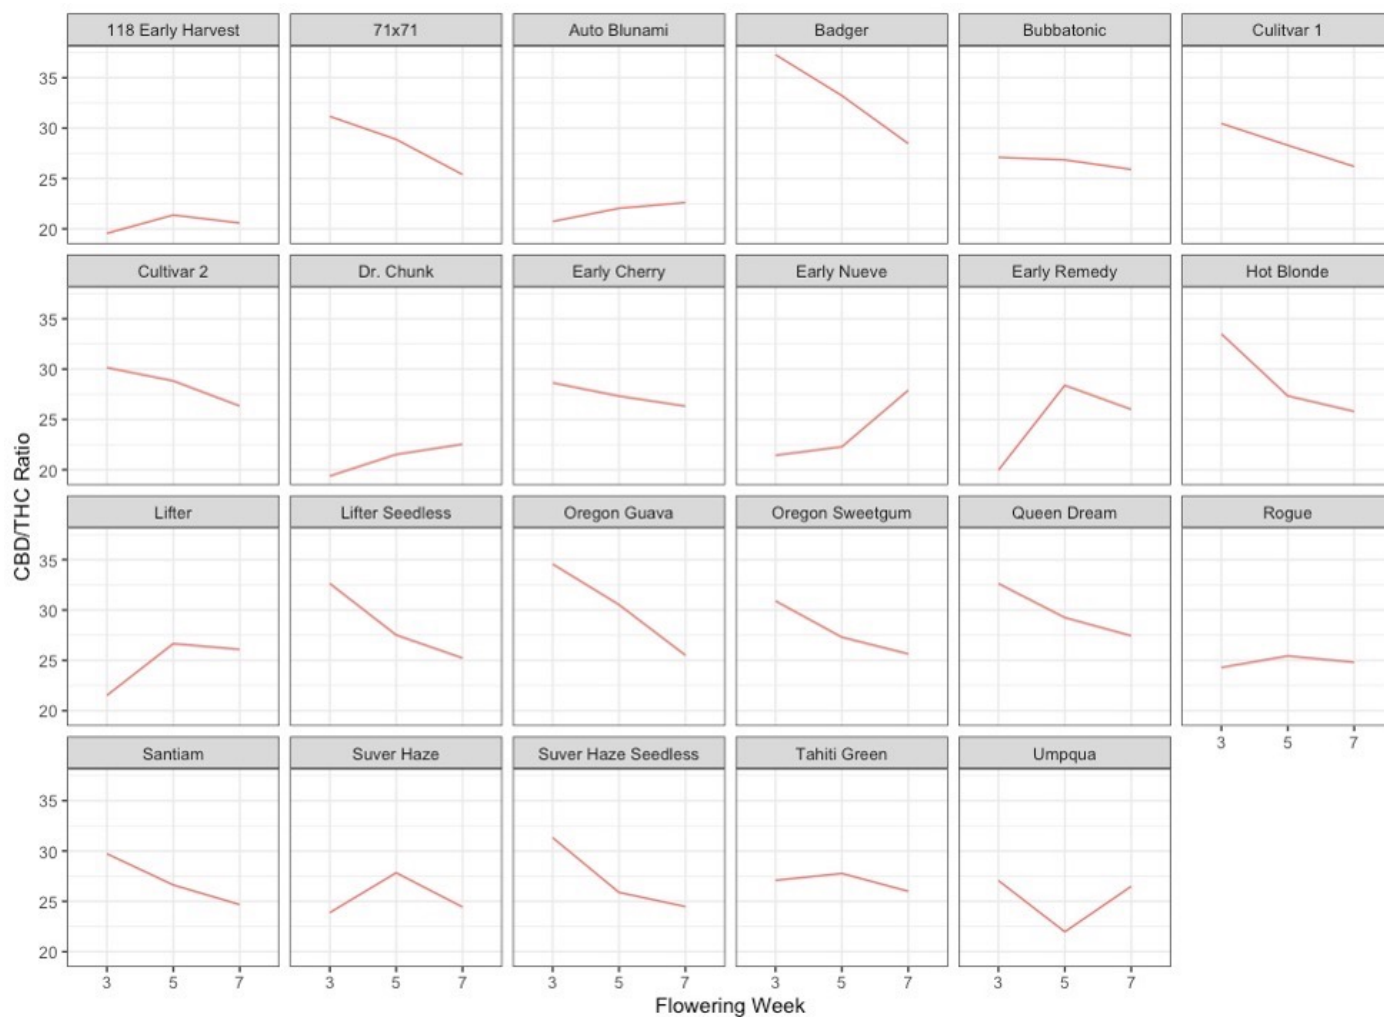 118 Early Harvest 71x71 Auto Blunami Badger Bubbatonic Culitvar 1
35
30
25
20
Cultivar 2 Dr. Chunk Early Cherry Early Nueve Early Remedy Hot Blonde
35
30
25
20
CBD/THC Ratio
Lifter Lifter Seedless Oregon Guava Oregon Sweetgum Queen Dream Rogue
35
30
25
20
3 5 7
Santiam Suver Haze Suver Haze Seedless Tahiti Green Umpqua
35
30
25
20
3 5 7 3 5 7 3 5 7 3 5 7 3 5 7
Flowering Week